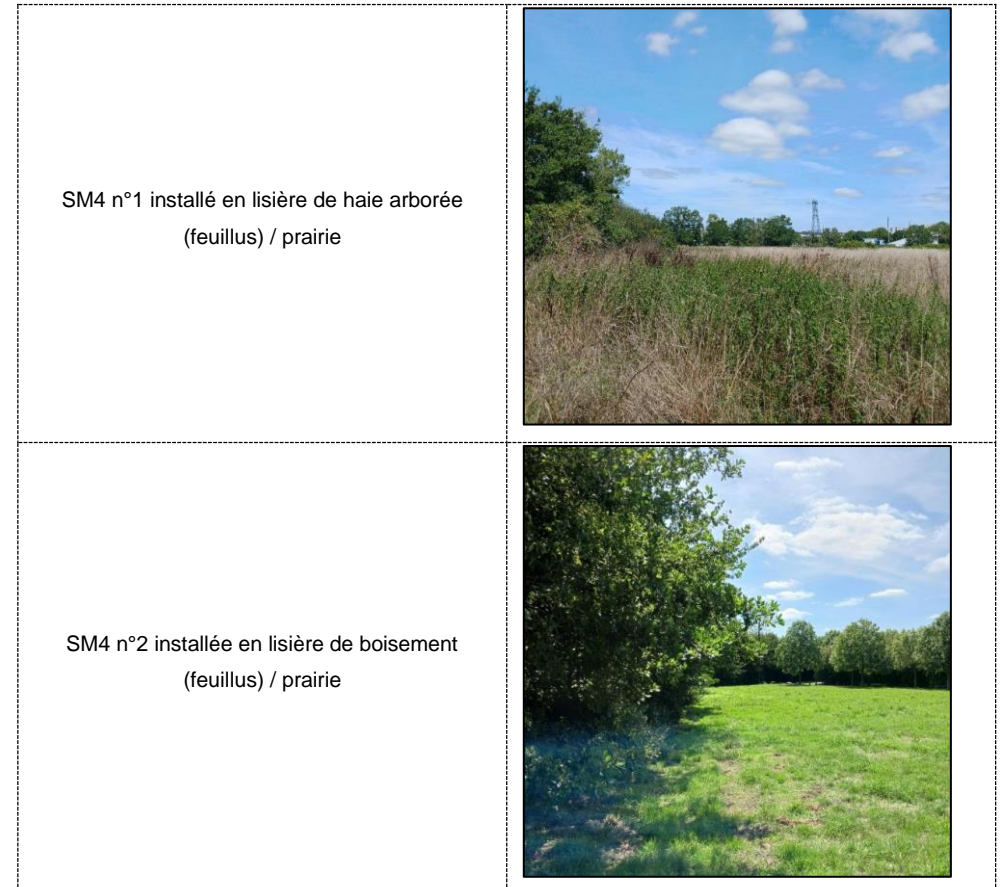 SM4 n°1 installé en lisière de haie arborée
(feuillus) / prairie
SM4 n°2 installée en lisière de boisement
(feuillus) / prairie